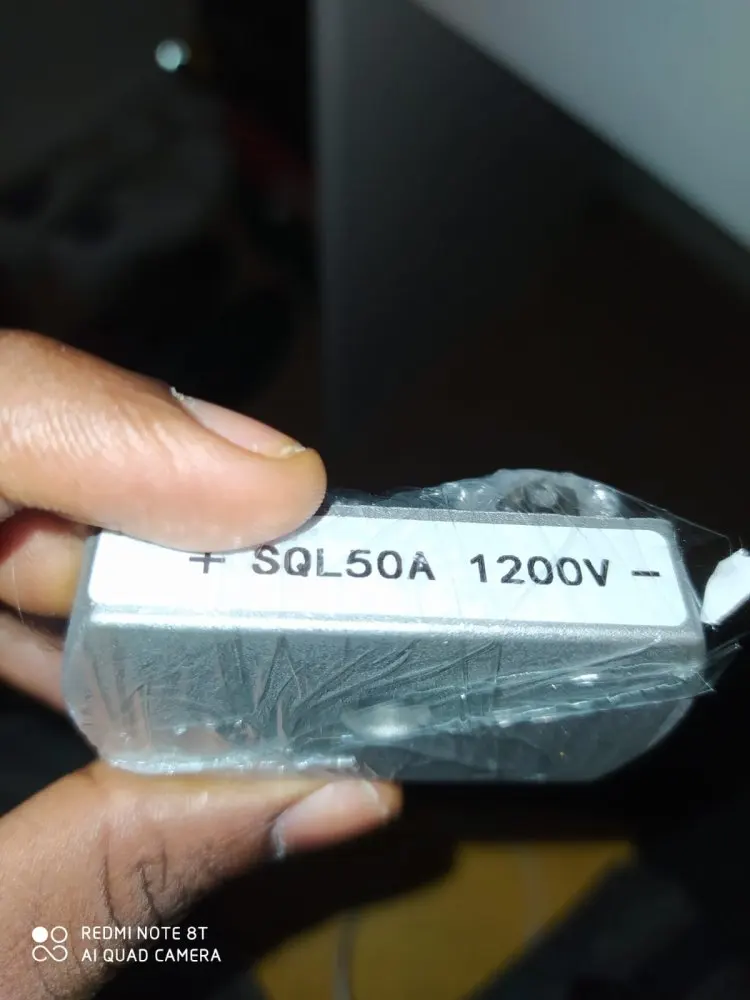 + SQL50A 1200V −
REDMI NOTE 8T
AI QUAD CAMERA